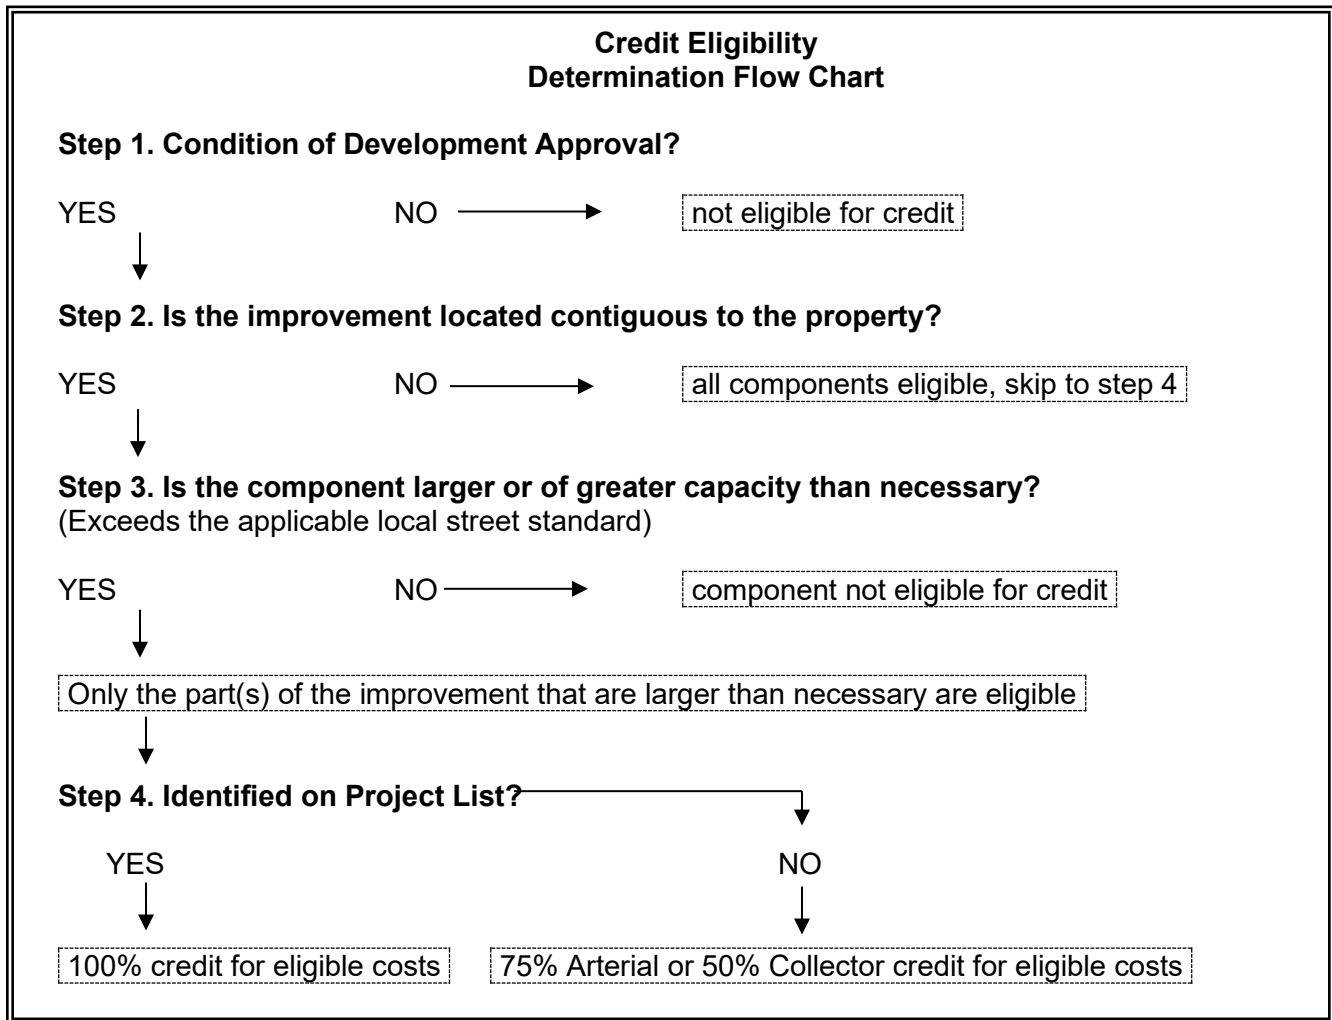 Credit Eligibility
Determination Flow Chart
Step 1. Condition of Development Approval?
YES NO not eligible for credit
Step 2. Is the improvement located contiguous to the property?
YES NO all components eligible, skip to step 4
Step 3. Is the component larger or of greater capacity than necessary?
(Exceeds the applicable local street standard)
YES NO component not eligible for credit
Only the part(s) of the improvement that are larger than necessary are eligible
Step 4. Identified on Project List?
YES NO
100% credit for eligible costs 75% Arterial or 50% Collector credit for eligible costs